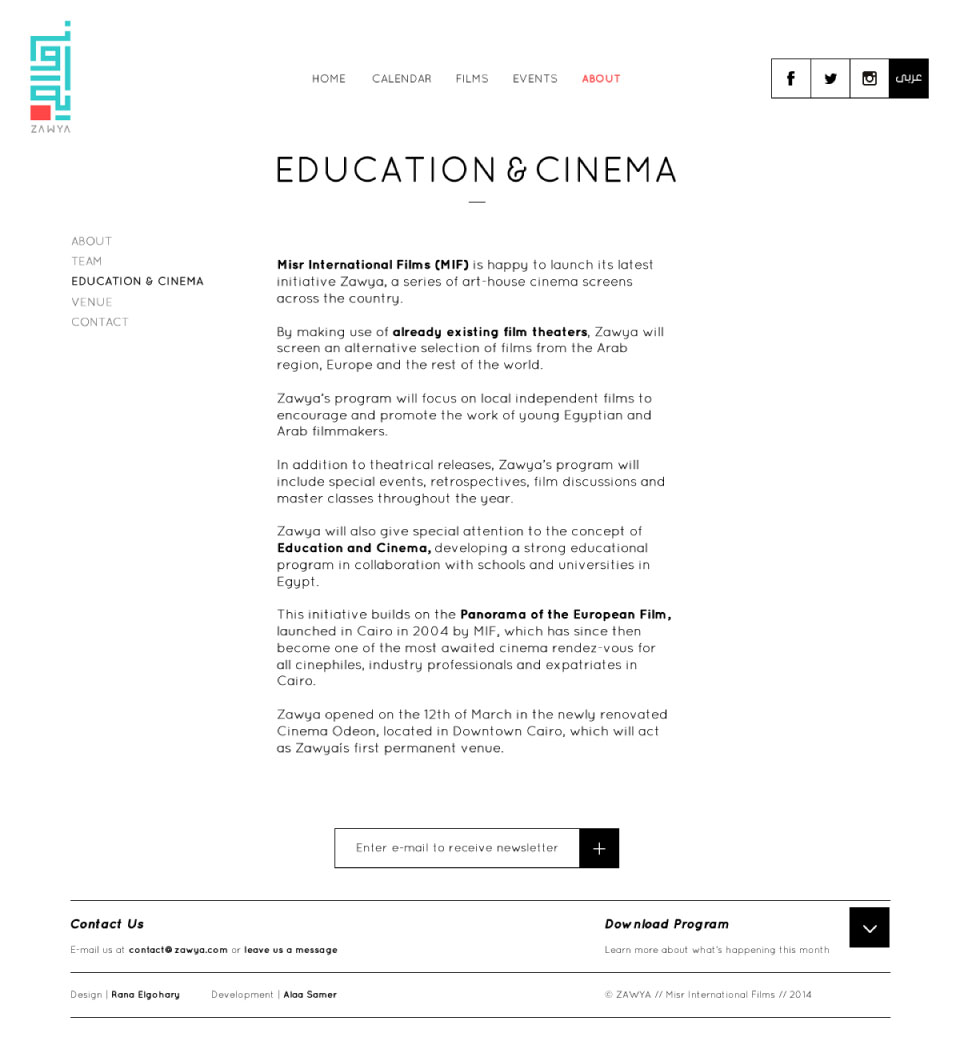 ZAWYA
HOME CALENDAR FILMS EVENTS ABOUT
عربى
EDUCATION & CINEMA
ABOUT
TEAM
EDUCATION & CINEMA
VENUE
CONTACT
Misr International Films (MIF) is happy to launch its latest
initiative Zawya, a series of art-house cinema screens
across the country.
By making use of already existing film theaters, Zawya will
screen an alternative selection of films from the Arab
region, Europe and the rest of the world.
Zawya's program will focus on local independent films to
encourage and promote the work of young Egyptian and
Arab filmmakers.
In addition to theatrical releases, Zawya's program will
include special events, retrospectives, film discussions and
master classes throughout the year.
Zawya will also give special attention to the concept of
Education and Cinema, developing a strong educational
program in collaboration with schools and universities in
Egypt.
This initiative builds on the Panorama of the European Film,
launched in Cairo in 2004 by MIF, which has since then
become one of the most awaited cinema rendez-vous for
all cinephiles, industry professionals and expatriates in
Cairo.
Zawya opened on the 12th of March in the newly renovated
Cinema Odeon, located in Downtown Cairo, which will act
as Zawyaís first permanent venue.
Enter e-mail to receive newsletter +
Contact Us
E-mail us at contact@zawya.com or leave us a message
Download Program
Learn more about what's happening this month
Design | Rana Elgohary Development | Alaa Samer
© ZAWYA // Misr International Films // 2014